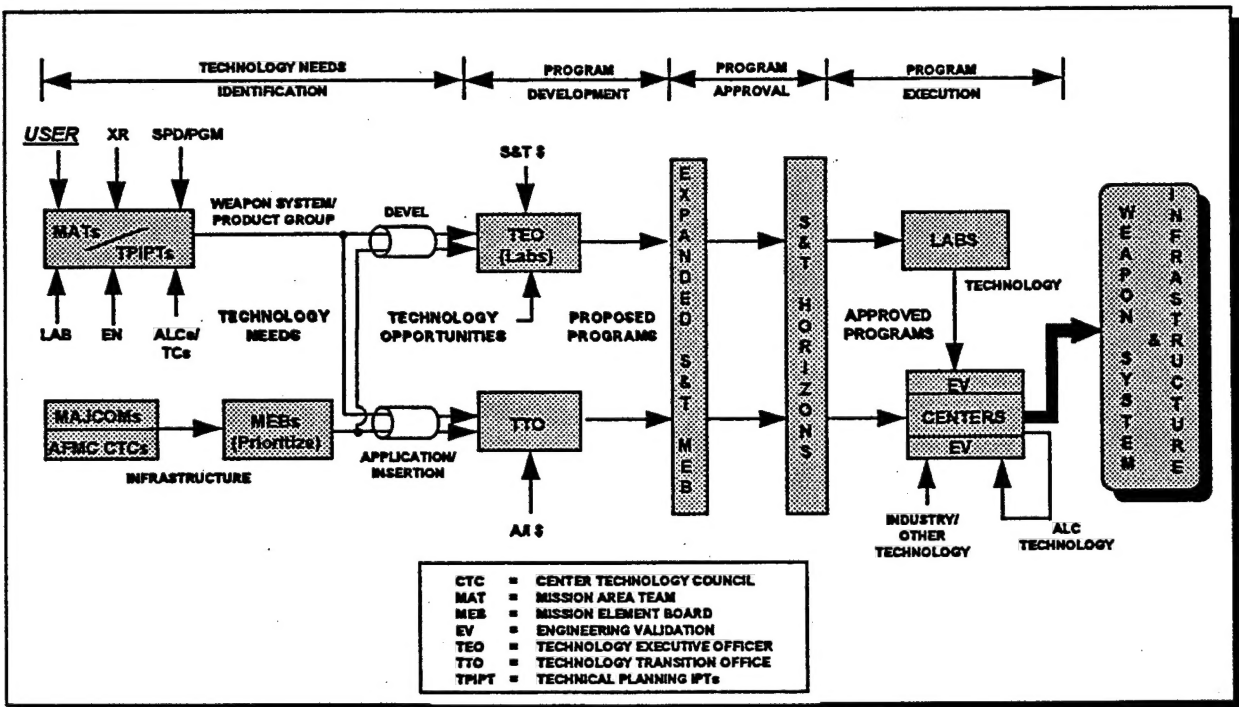 TECHNOLOGY NEEDS
IDENTIFICATION
PROGRAM
DEVELOPMENT
PROGRAM
APPROVAL
PROGRAM
EXECUTION
USER
XR
SPD/PGM
S&T $
WEAPON SYSTEM/
PRODUCT GROUP
DEVEL
MATs
TPIPTs
TEO
(Labs)
EXPANDED S&T MEB
S&T HORIZONS
LABS
WEAPON SYSTEM
&
INFRASTRUCTURE
LAB
EN
ALCs/
TCs
TECHNOLOGY
NEEDS
TECHNOLOGY
OPPORTUNITIES
PROPOSED
PROGRAMS
TECHNOLOGY
APPROVED
PROGRAMS
MAJCOMs
AFMC CTCs
MEBs
(Prioritize)
TTO
EV
CENTERS
EV
INFRASTRUCTURE
APPLICATION/
INSERTION
A/I $
INDUSTRY/
OTHER
TECHNOLOGY
ALC
TECHNOLOGY
CTC = CENTER TECHNOLOGY COUNCIL
MAT = MISSION AREA TEAM
MEB = MISSION ELEMENT BOARD
EV = ENGINEERING VALIDATION
TEO = TECHNOLOGY EXECUTIVE OFFICER
TTO = TECHNOLOGY TRANSITION OFFICE
TPIPT = TECHNICAL PLANNING IPTs